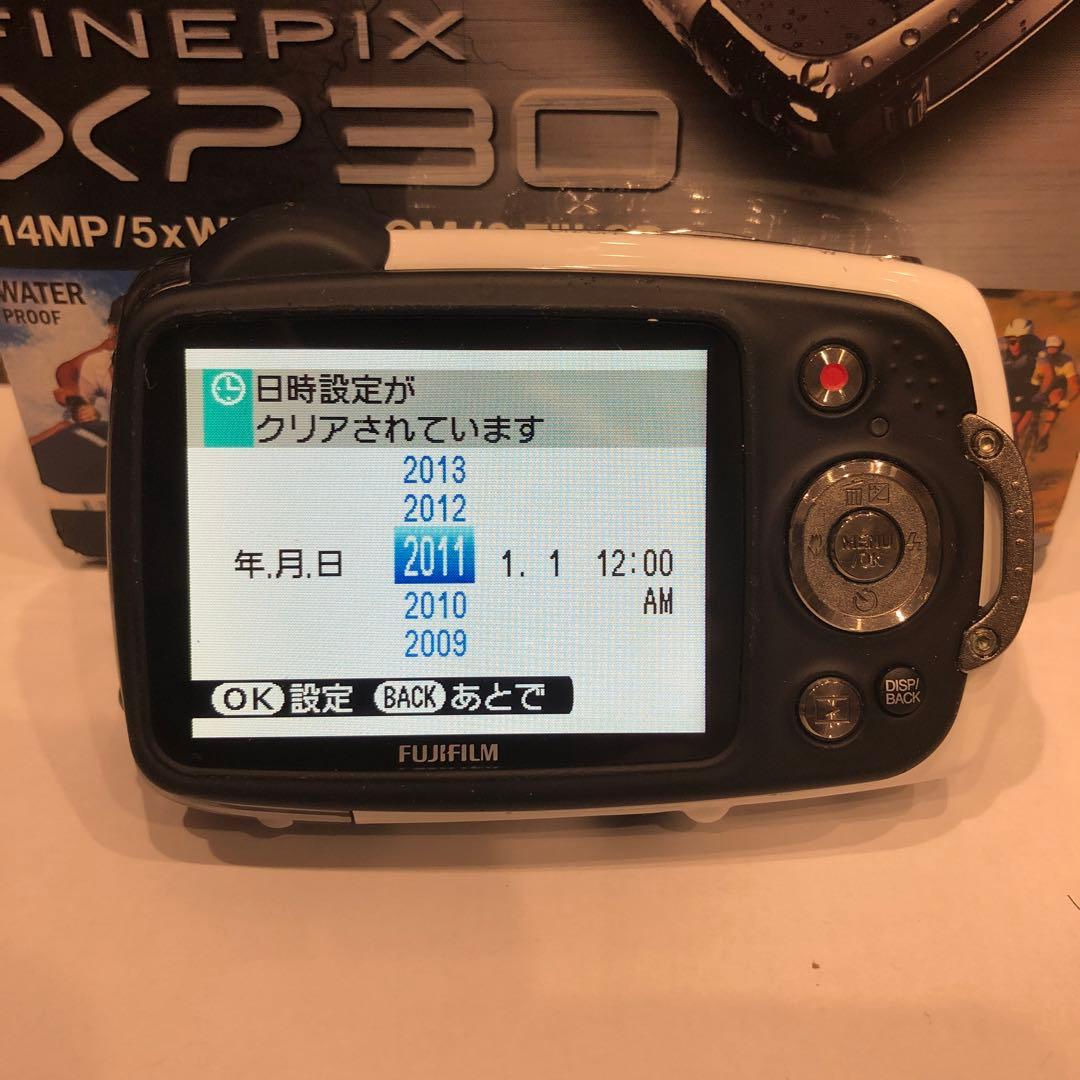 FINEPIX
XP30
14MP/5x
WATER
PROOF
日時設定が
クリアされています
2013
2012
年.月.日 2011 1. 1 12:00
2010 AM
2009
OK 設定 BACK あとで
FUJIFILM
MENU
/OK
DISP/
BACK